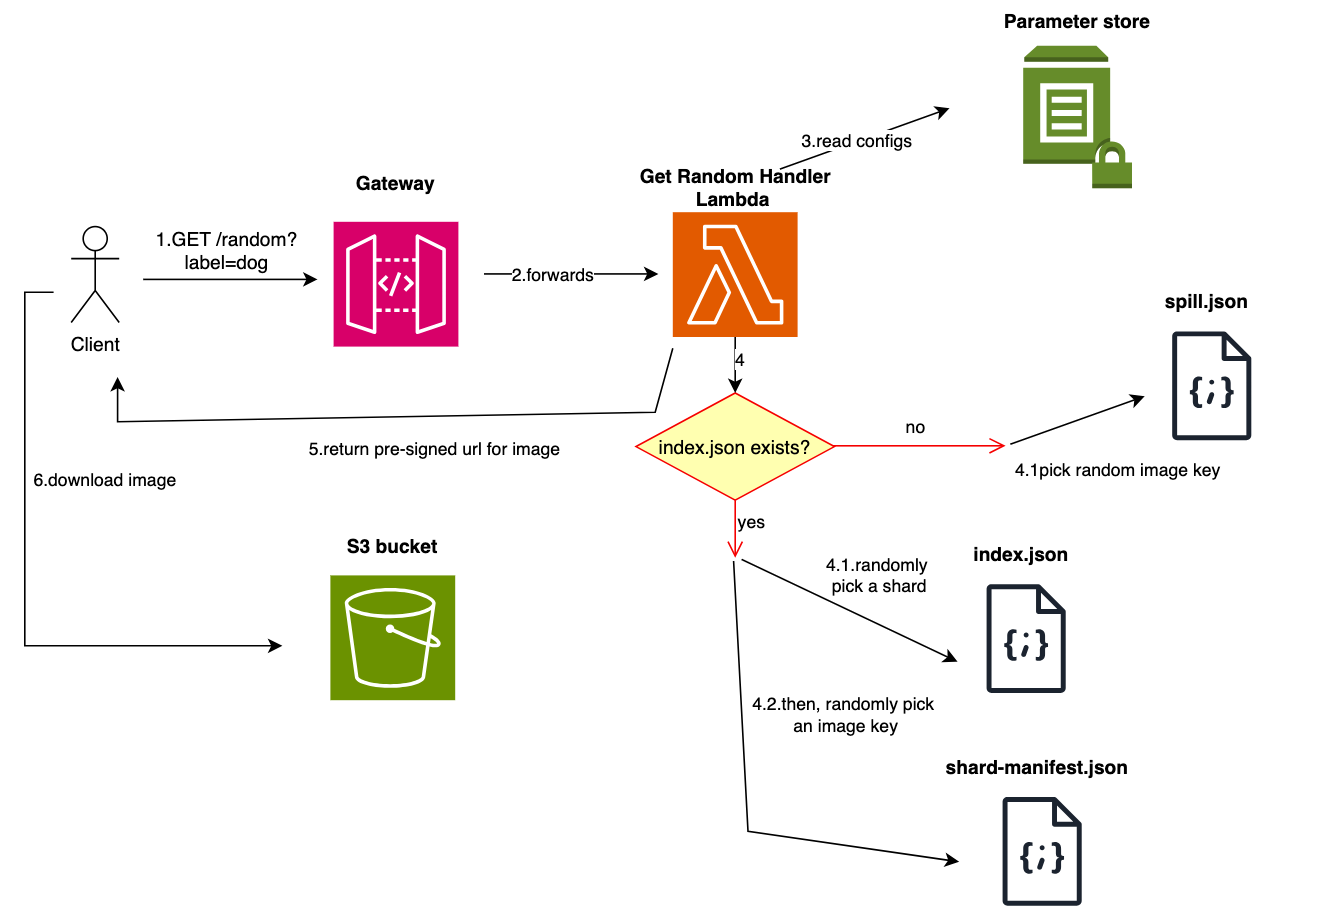 Parameter store
3.read configs
Gateway
Get Random Handler
Lambda
1.GET /random?
label=dog
</>
2.forwards
Client
4
spill.json
{;}
index.json exists?
no
4.1pick random image key
5.return pre-signed url for image
6.download image
yes
S3 bucket
4.1.randomly
pick a shard
index.json
{;}
4.2.then, randomly pick
an image key
shard-manifest.json
{;}